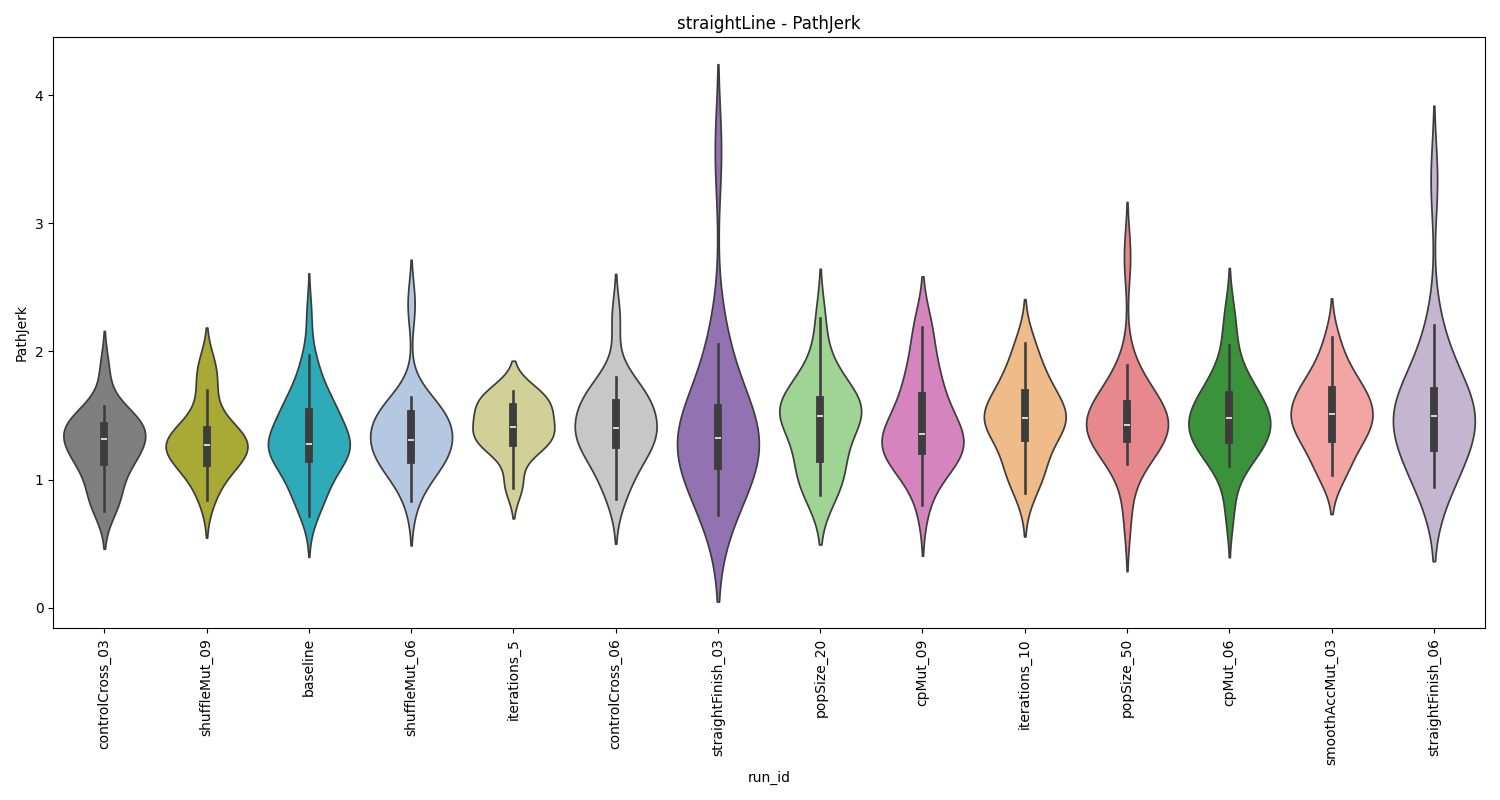 straightLine - PathJerk
PathJerk
4
3
2
1
0
controlCross_03
shuffleMut_09
baseline
shuffleMut_06
iterations_5
controlCross_06
straightFinish_03
popSize_20
cpMut_09
iterations_10
popSize_50
cpMut_06
smoothAccMut_03
straightFinish_06
run_id